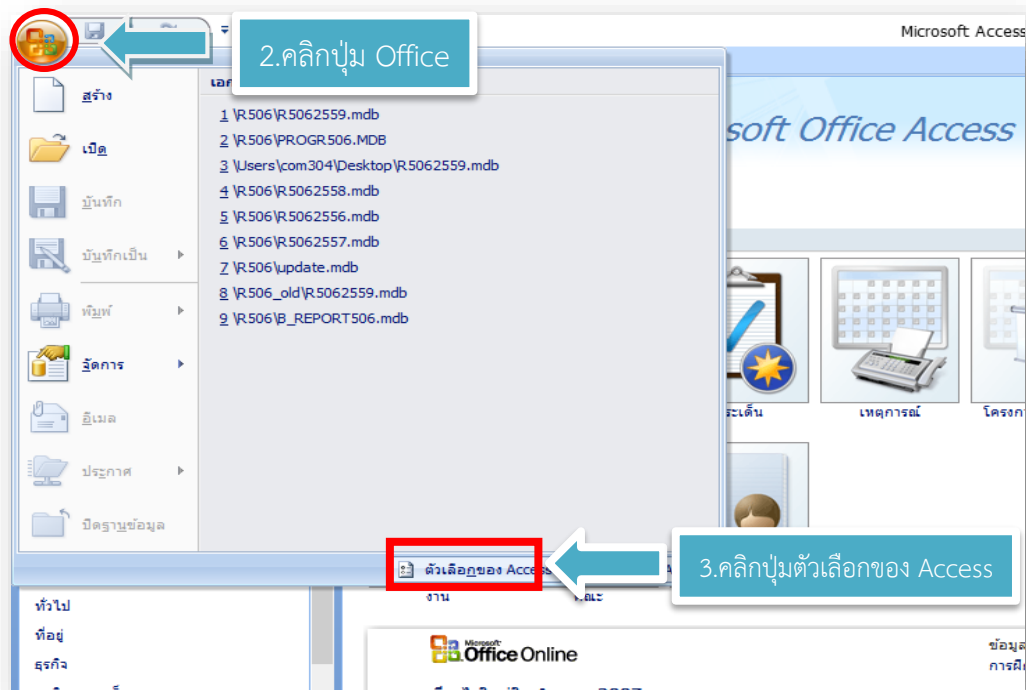 Microsoft Access
2.คลิกปุ่ม Office
สร้าง
เปิด
บันทึก
บันทึกเป็น
พิมพ์
จัดการ
อีเมล
ประกาศ
ปิดฐานข้อมูล
1 \R506\R5062559.mdb
2 \R506\PROGR506.MDB
3 \Users\com304\Desktop\R5062559.mdb
4 \R506\R5062558.mdb
5 \R506\R5062556.mdb
6 \R506\R5062557.mdb
7 \R506\update.mdb
8 \R506_old\R5062559.mdb
9 \R506\B_REPORT506.mdb
soft Office Access
เหตุการณ์
ตัวเลือกของ Access
3.คลิกปุ่มตัวเลือกของ Access
งาน
ทั่วไป
ที่อยู่
ธุรกิจ
Microsoft
Office Online